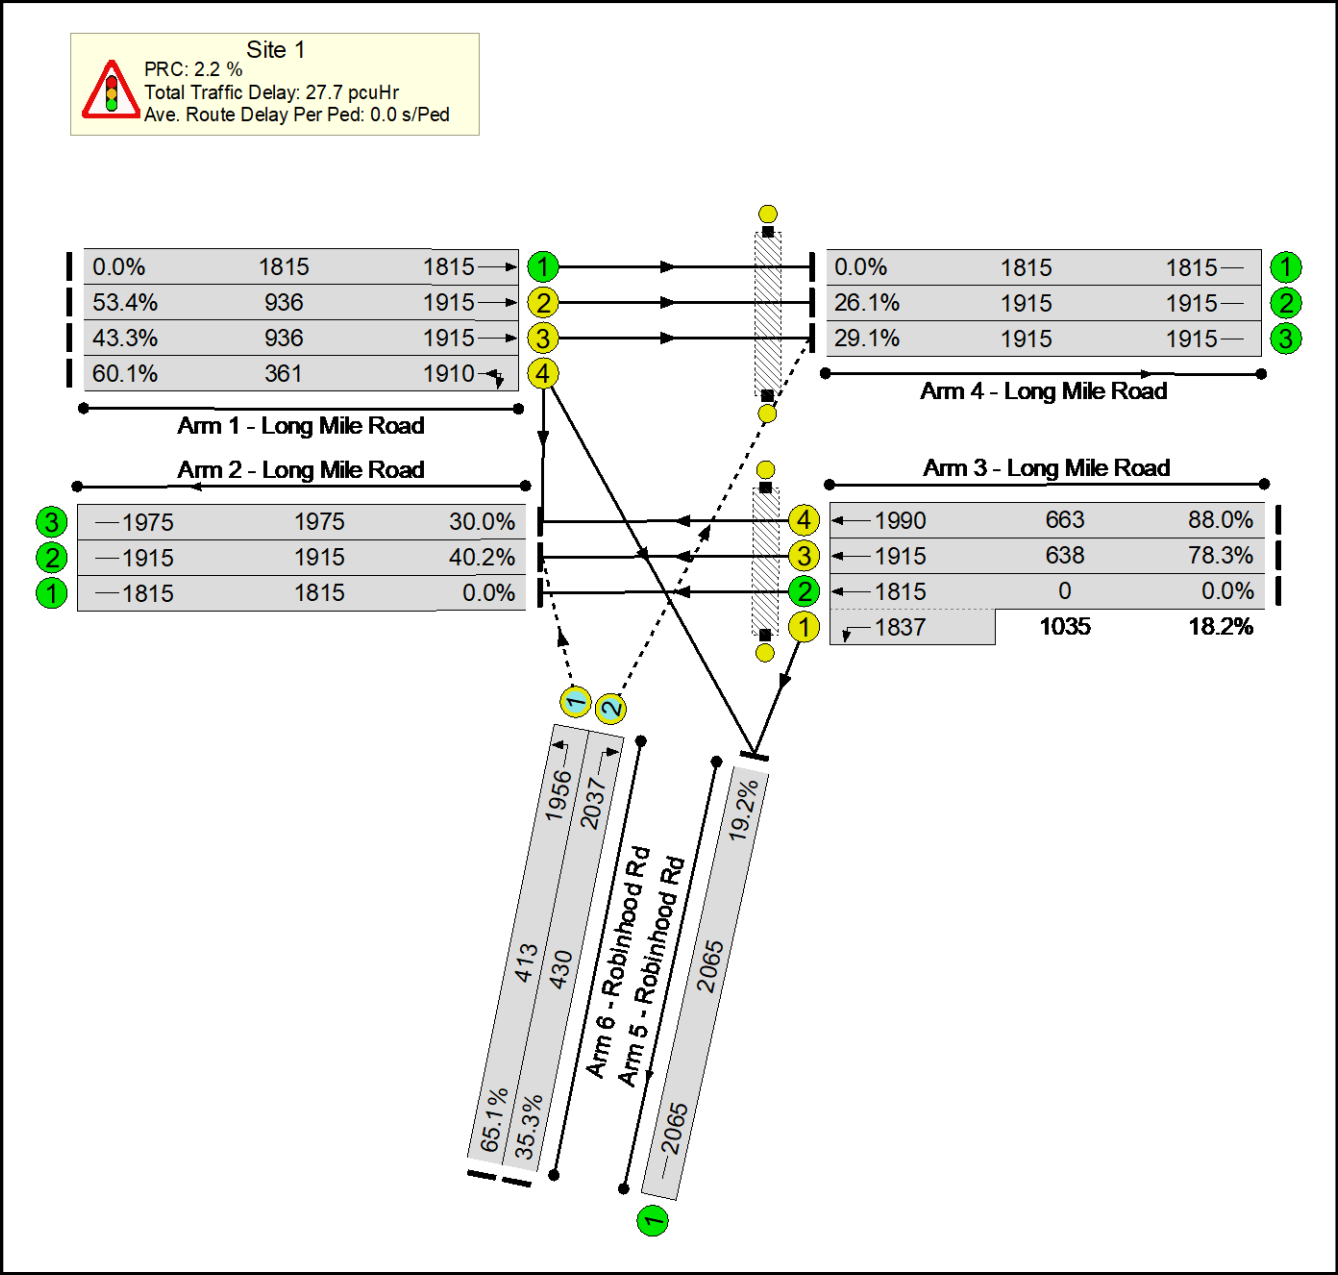 Site 1
PRC: 2.2 %
Total Traffic Delay: 27.7 pcuHr
Ave. Route Delay Per Ped: 0.0 s/Ped
0.0% 1815 1815 1
53.4% 936 1915 2
43.3% 936 1915 3
60.1% 361 1910 4
Arm 1 - Long Mile Road
0.0% 1815 1815 1
26.1% 1915 1915 2
29.1% 1915 1915 3
Arm 4 - Long Mile Road
Arm 2 - Long Mile Road
3 1975 1975 30.0%
2 1915 1915 40.2%
1 1815 1815 0.0%
Arm 3 - Long Mile Road
4 1990 663 88.0%
3 1915 638 78.3%
2 1815 0 0.0%
1 1837 1035 18.2%
1 1956 413 65.1%
2 2037 430 35.3%
Arm 6 - Robinhood Rd
Arm 5 - Robinhood Rd
19.2% 2065 2065 1